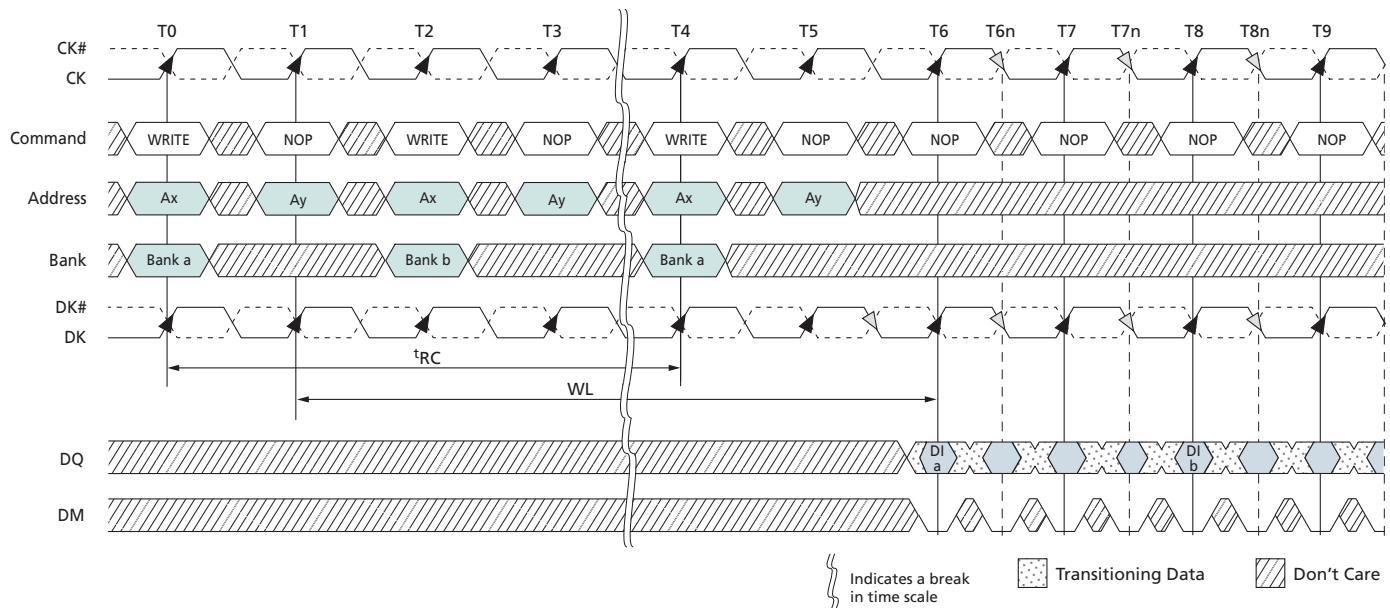 T0 T1 T2 T3 T4 T5 T6 T6n T7 T7n T8 T8n T9
CK#
CK
Command WRITE NOP WRITE NOP WRITE NOP NOP NOP NOP NOP
Address Ax Ay Ax Ay Ax Ay
Bank Bank a Bank b Bank a
DK#
DK
tRC
WL
DQ DI a DI b
DM
Indicates a break
in time scale
Transitioning Data
Don't Care